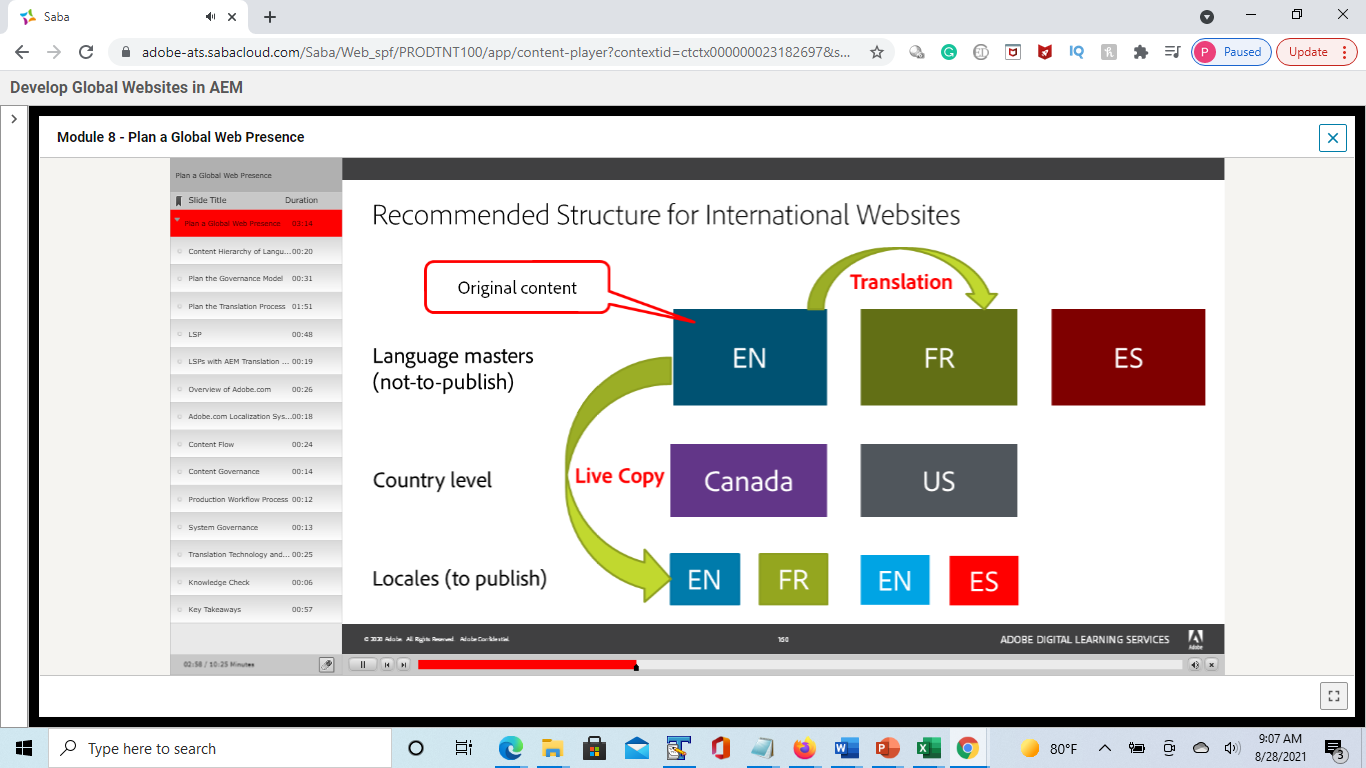 Saba
adobe-ats.sabacloud.com/Saba/Web_spf/PRODTNT100/app/content-player?contextid=ctctx000000023182697&s...
IQ
P Paused
Update
Develop Global Websites in AEM
Module 8 - Plan a Global Web Presence
Plan a Global Web Presence
Slide Title Duration
Plan a Global Web Presence 03:14
Content Hierarchy of Langu... 00:20
Plan the Governance Model 00:31
Plan the Translation Process 01:51
LSP 00:48
LSPs with AEM Translation ... 00:19
Overview of Adobe.com 00:26
Adobe.com Localization Sys... 00:18
Content Flow 00:24
Content Governance 00:14
Production Workflow Process 00:12
System Governance 00:13
Translation Technology and... 00:25
Knowledge Check 00:06
Key Takeaways 00:57
02:58 / 10:25 Minutes
Recommended Structure for International Websites
Original content
Translation
Language masters
(not-to-publish)
EN FR ES
Country level
Live Copy
Canada US
Locales (to publish)
EN FR EN ES
© 2020 Adobe. All Rights Reserved. Adobe Confidential.
160
ADOBE DIGITAL LEARNING SERVICES
Adobe
Type here to search
80°F
9:07 AM
8/28/2021
3